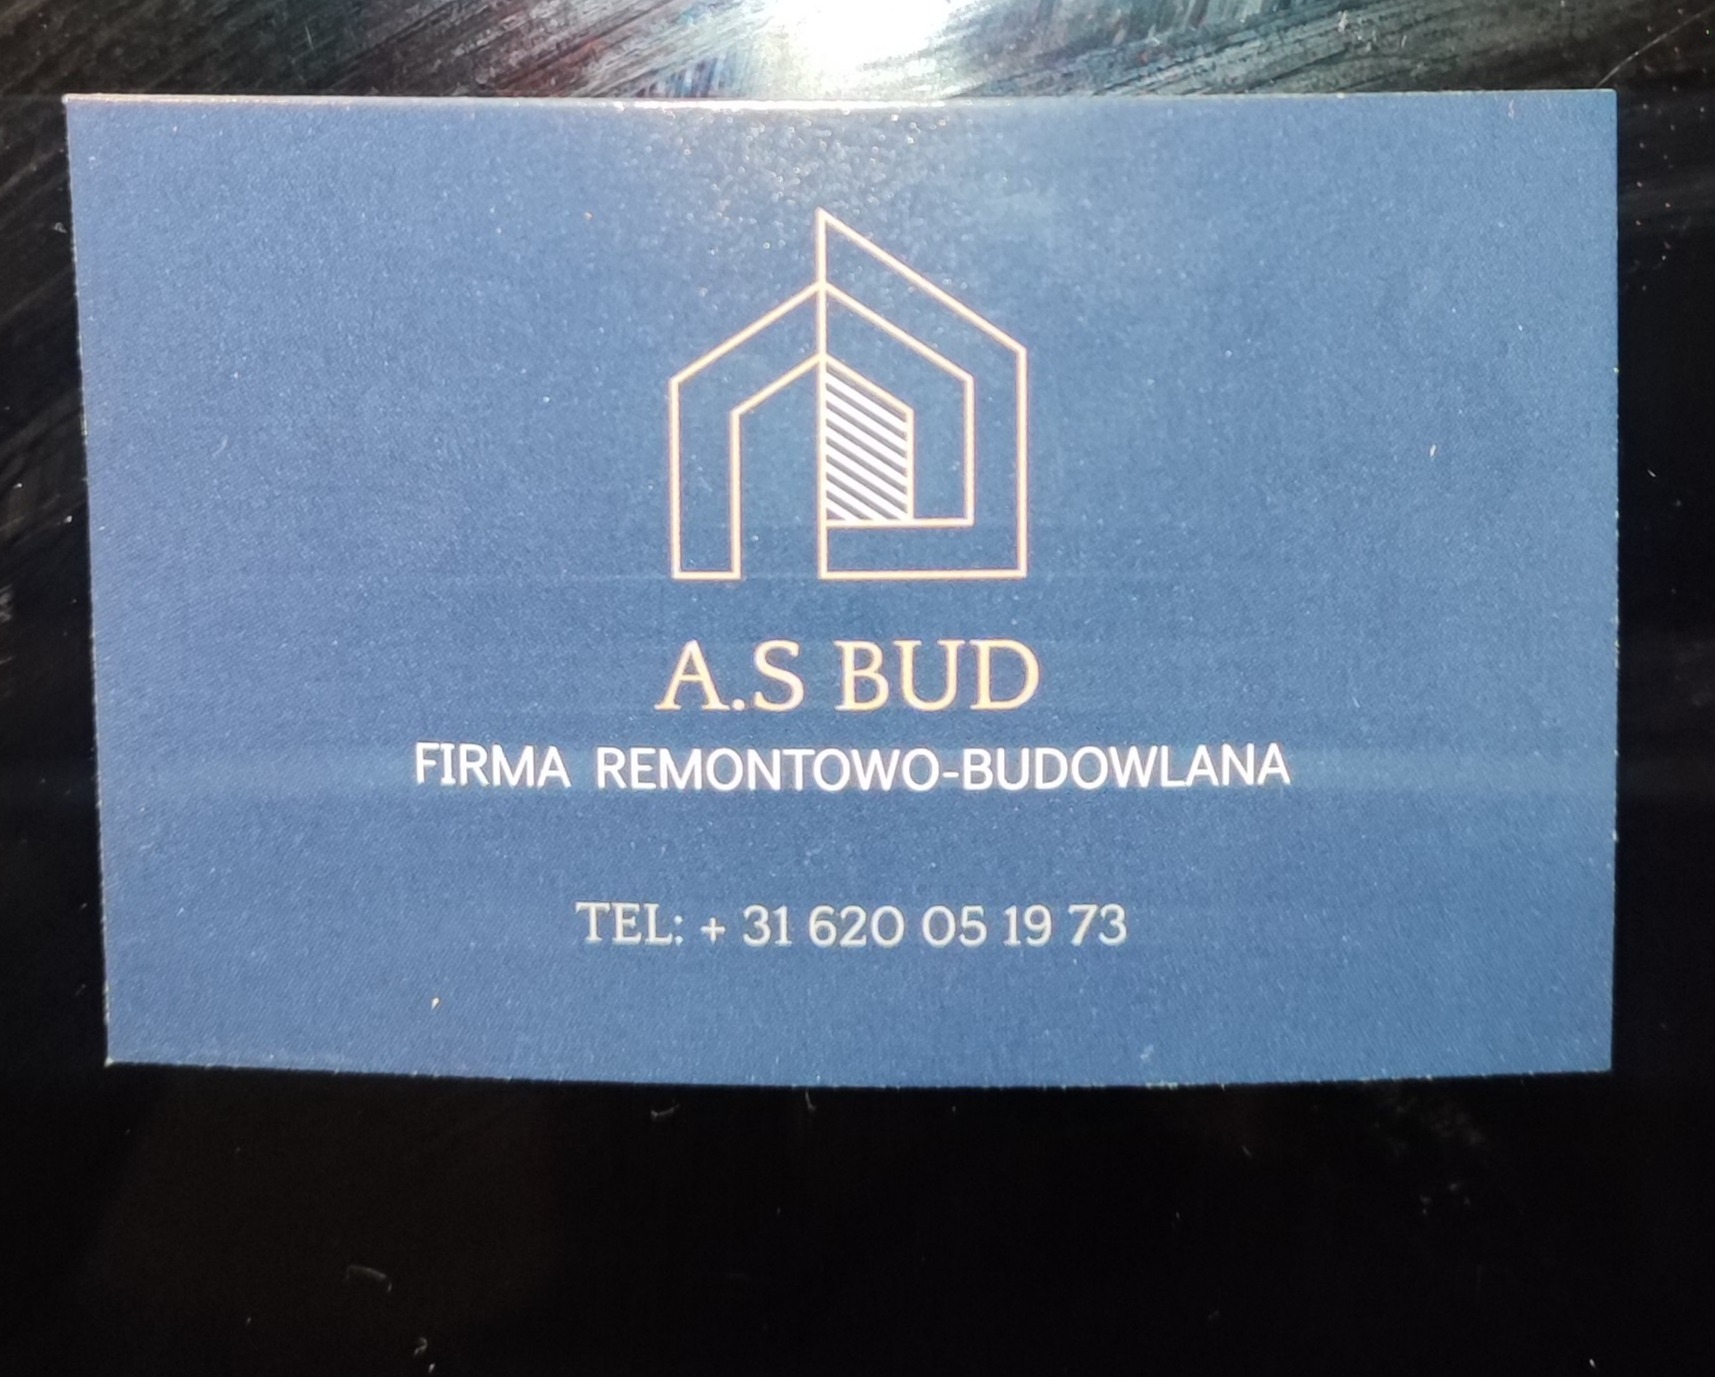 A.S BUD
FIRMA REMONTOWO-BUDOWLANA
TEL: + 31 620 05 19 73